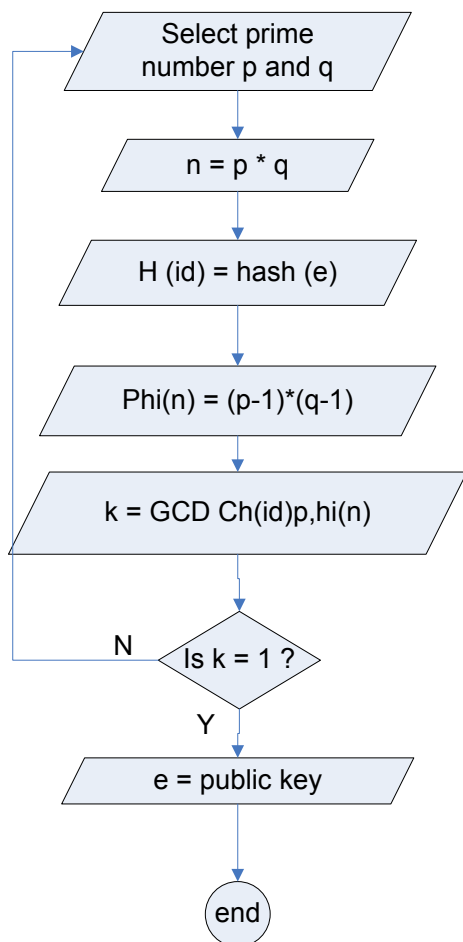 Select prime
number p and q
n = p * q
H (id) = hash (e)
Phi(n) = (p-1)*(q-1)
k = GCD Ch(id)p,hi(n)
N
Is k = 1 ?
Y
e = public key
end